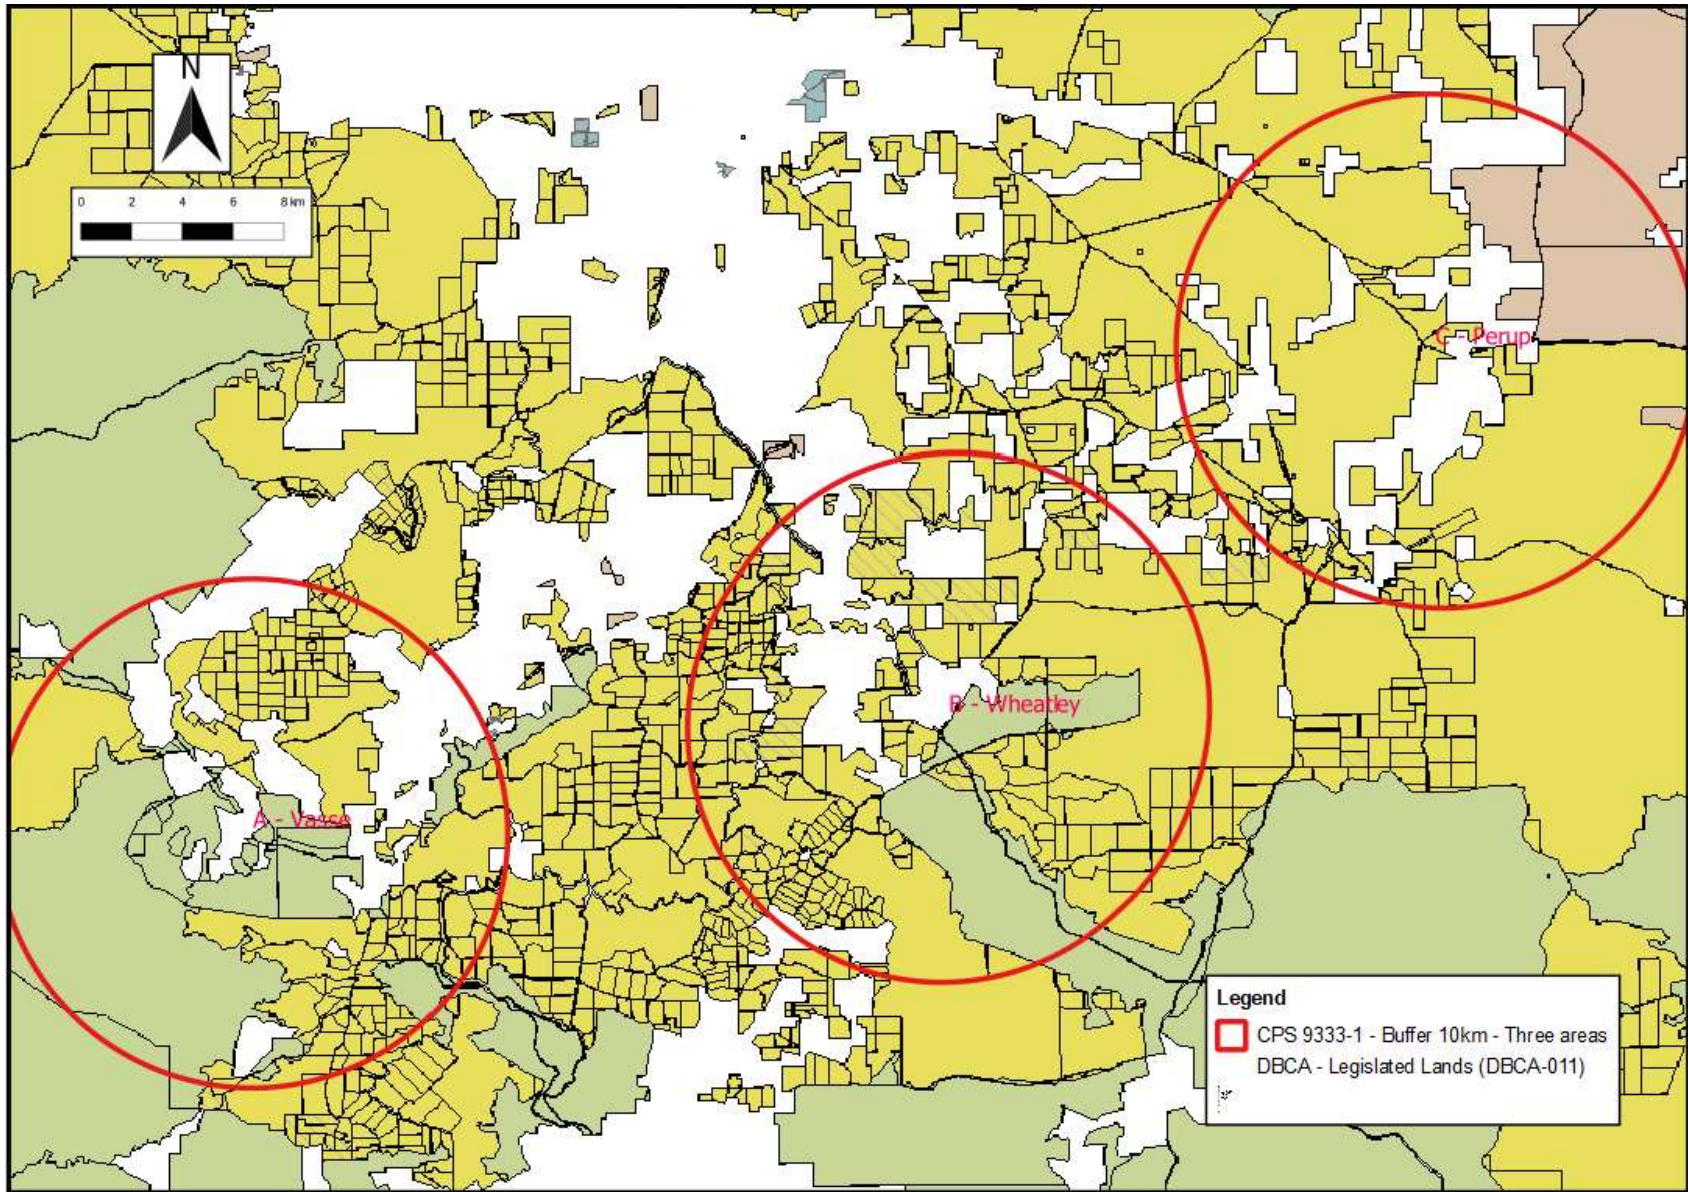 N
0 2 4 6 8 km
C - Perup
B - Wheatley
A - Vasse
Legend
CPS 9333-1 - Buffer 10km - Three areas
DBCA - Legislated Lands (DBCA-011)